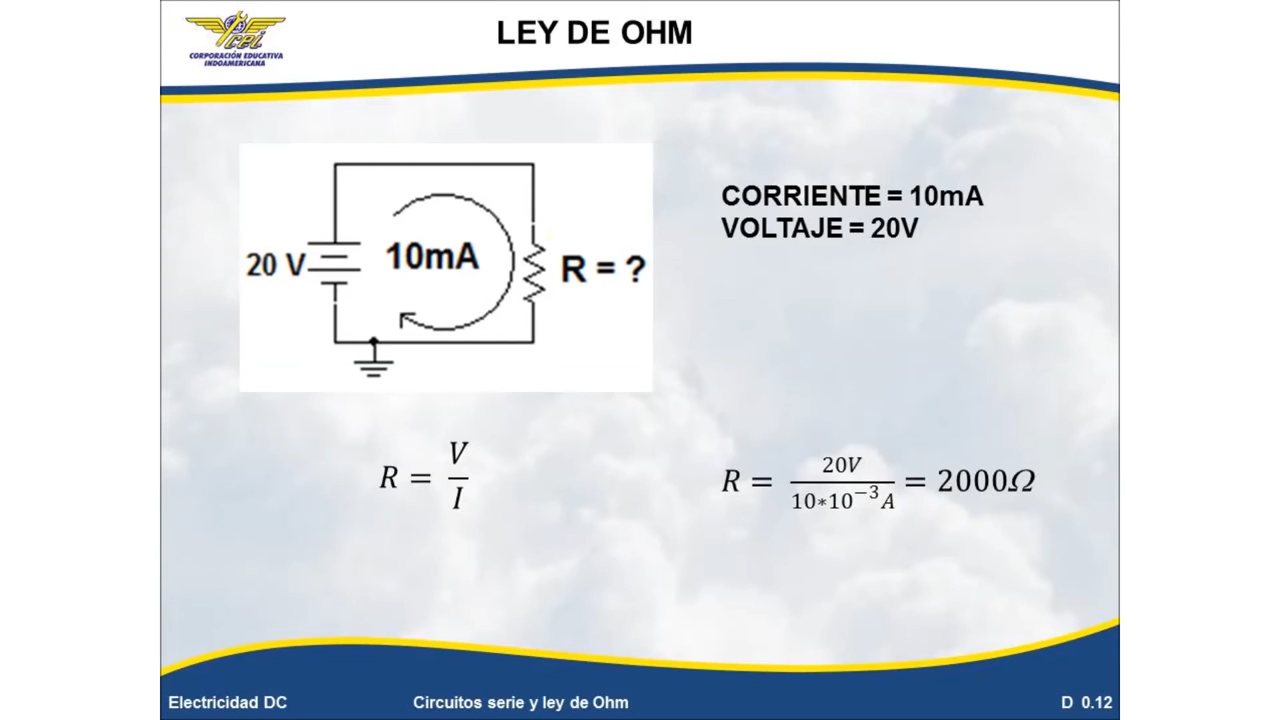 LEY DE OHM
cei
CORPORACIÓN EDUCATIVA
INDOAMERICANA
CORRIENTE = 10mA
VOLTAJE = 20V
20 V
10mA
R = ?
R = V/I
R = 20V/10*10⁻³A = 2000Ω
Electricidad DC
Circuitos serie y ley de Ohm
D 0.12